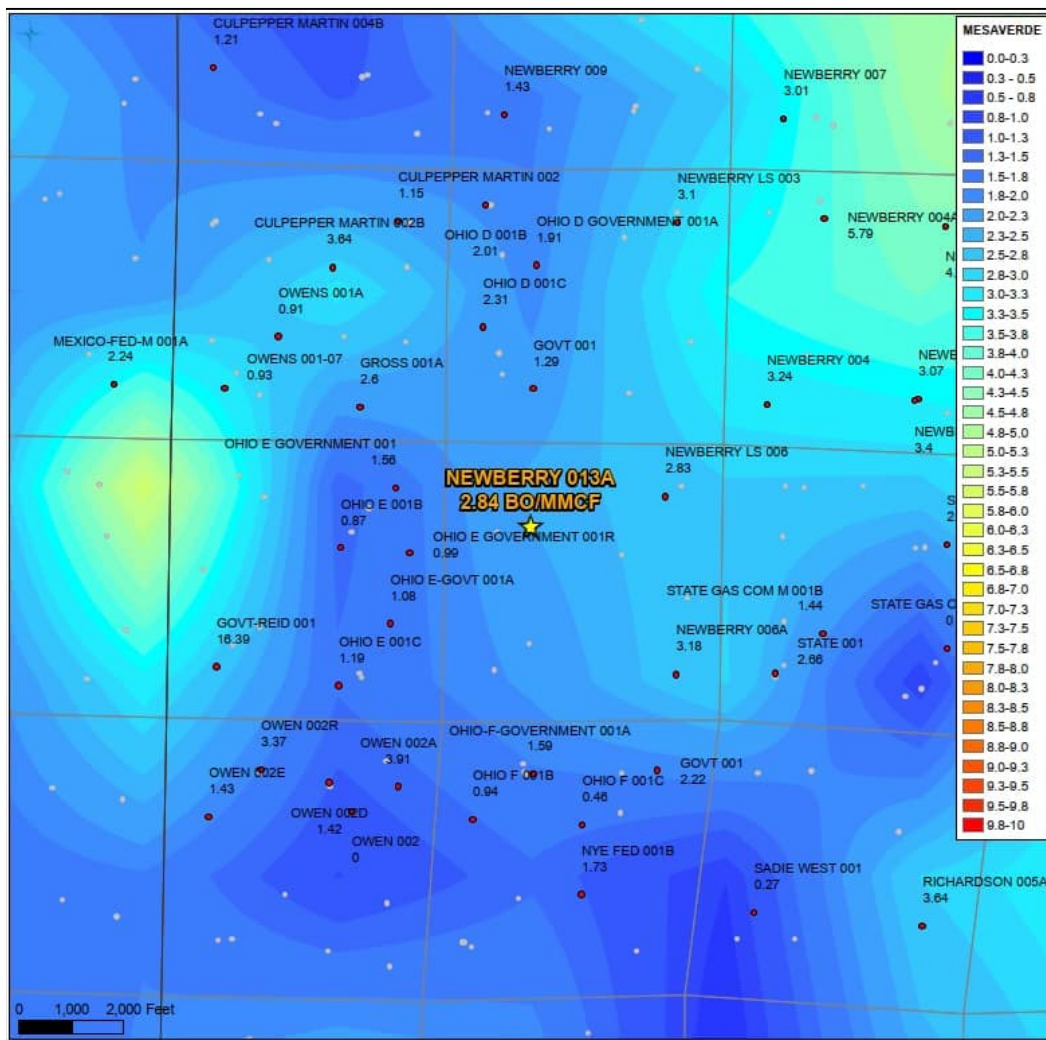 CULPEPPER MARTIN 004B
1.21
NEWBERRY 009
1.43
NEWBERRY 007
3.01
CULPEPPER MARTIN 002
1.15
NEWBERRY LS 003
3.1
CULPEPPER MARTIN 002B
3.64
OHIO D 001B
2.01
OHIO D GOVERNMENT 001A
1.91
NEWBERRY 004A
5.79
N
4.
OHIO D 001C
2.31
OWENS 001A
0.91
MEXICO-FED-M 001A
2.24
OWENS 001-07
0.93
GROSS 001A
2.6
GOVT 001
1.29
NEWBERRY 004
3.24
NEWBE
3.07
OHIO E GOVERNMENT 001
1.56
NEWBERRY LS 006
2.83
NEWB
3.4
NEWBERRY 013A
2.84 BO/MMCF
OHIO E 001B
0.87
OHIO E GOVERNMENT 001R
0.99
S
2.
OHIO E-GOVT 001A
1.08
STATE GAS COM M 001B
1.44
STATE GAS C
0
GOVT-REID 001
16.39
OHIO E 001C
1.19
NEWBERRY 006A
3.18
STATE 001
2.66
OWEN 002R
3.37
OWEN 002A
3.91
OHIO-F-GOVERNMENT 001A
1.59
OWEN 002E
1.43
OHIO F 001B
0.94
OHIO F 001C
0.46
GOVT 001
2.22
OWEN 002D
1.42
OWEN 002
0
NYE FED 001B
1.73
SADIE WEST 001
0.27
RICHARDSON 005A
3.64
0 1,000 2,000 Feet
MESAVERDE
0.0-0.3
0.3 - 0.5
0.5 - 0.8
0.8-1.0
1.0-1.3
1.3-1.5
1.5-1.8
1.8-2.0
2.0-2.3
2.3-2.5
2.5-2.8
2.8-3.0
3.0-3.3
3.3-3.5
3.5-3.8
3.8-4.0
4.0-4.3
4.3-4.5
4.5-4.8
4.8-5.0
5.0-5.3
5.3-5.5
5.5-5.8
5.8-6.0
6.0-6.3
6.3-6.5
6.5-6.8
6.8-7.0
7.0-7.3
7.3-7.5
7.5-7.8
7.8-8.0
8.0-8.3
8.3-8.5
8.5-8.8
8.8-9.0
9.0-9.3
9.3-9.5
9.5-9.8
9.8-10